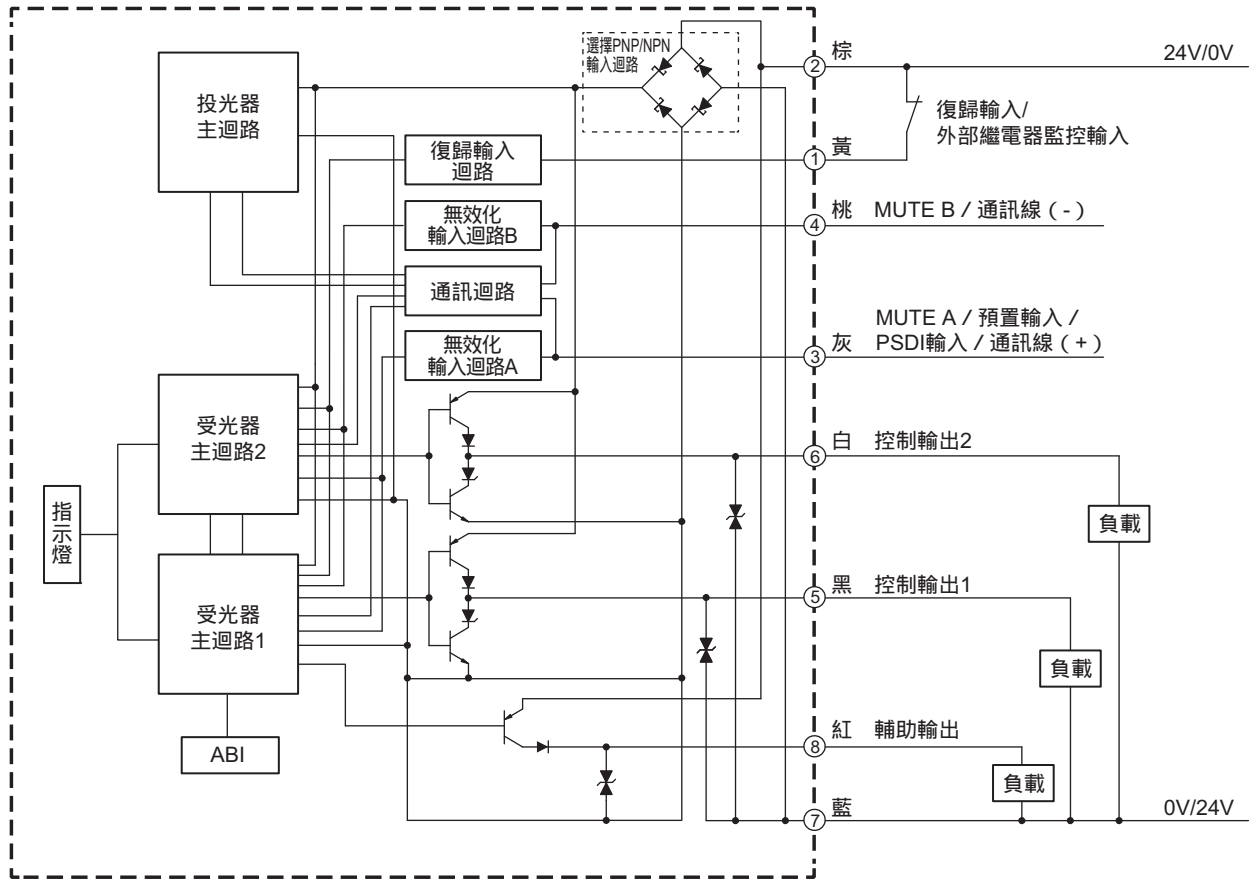 選擇PNP/NPN
輸入迴路
投光器
主迴路
復歸輸入
迴路
無效化
輸入迴路B
通訊迴路
無效化
輸入迴路A
受光器
主迴路2
指示燈
受光器
主迴路1
ABI
2
棕
24V/0V
復歸輸入/
外部繼電器監控輸入
1
黃
4
桃
MUTE B / 通訊線 ( - )
MUTE A / 預置輸入 /
3
灰
PSDI輸入 / 通訊線 ( + )
6
白
控制輸出2
負載
5
黑
控制輸出1
負載
8
紅
輔助輸出
負載
7
藍
0V/24V